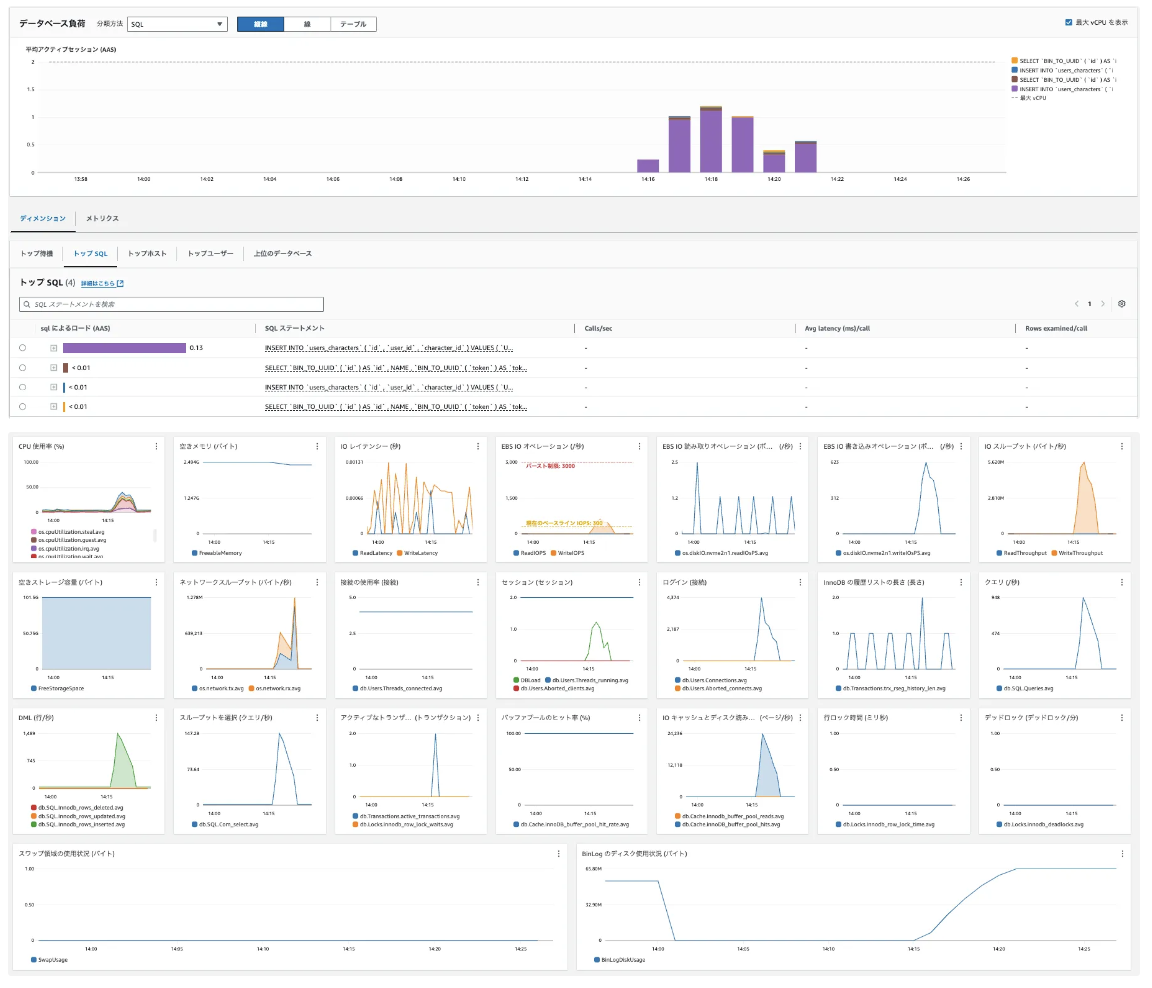 データベース負荷 分類方法 SQL 縦棒 線 テーブル 最大 vCPU を表示
平均アクティブセッション (AAS)
2
1.5
1
0.5
0
13:58 14:00 14:02 14:04 14:06 14:08 14:10 14:12 14:14 14:16 14:18 14:20 14:22 14:24 14:26
SELECT `BIN_TO_UUID` ( `id` ) AS `i
INSERT INTO `users_characters` ( `i
SELECT `BIN_TO_UUID` ( `id` ) AS `i
INSERT INTO `users_characters` ( `i
最大 vCPU
ディメンション メトリクス
トップ待機 トップ SQL トップホスト トップユーザー 上位のデータベース
トップ SQL (4) 詳細はこちら
SQL ステートメントを検索 1
sql によるロード (AAS) SQL ステートメント Calls/sec Avg latency (ms)/call Rows examined/call
0.13 INSERT INTO `users_characters` ( `id` , `user_id` , `character_id` ) VALUES ( `U... - - -
< 0.01 SELECT `BIN_TO_UUID` ( `id` ) AS `id` , NAME , `BIN_TO_UUID` ( `token` ) AS `tok... - - -
< 0.01 INSERT INTO `users_characters` ( `id` , `user_id` , `character_id` ) VALUES ( `U... - - -
< 0.01 SELECT `BIN_TO_UUID` ( `id` ) AS `id` , NAME , `BIN_TO_UUID` ( `token` ) AS `tok... - - -
CPU 使用率 (%)
100.00
50.00
0
14:00 14:15
os.cpuUtilization.steal.avg
os.cpuUtilization.guest.avg
os.cpuUtilization.irq.avg
os.cpuUtilization.wait.avg
空きメモリ (バイト)
2.494G
1.247G
0
14:00 14:15
FreeableMemory
IO レイテンシー (秒)
0.00131
0.00066
0
14:00 14:15
ReadLatency WriteLatency
EBS IO オペレーション (/秒)
3,000
バースト制限: 3000
1,500
現在のベースライン IOPS: 300
0
14:00 14:15
ReadIOPS WriteIOPS
EBS IO 読み取りオペレーション (ボ... (/秒)
2.5
1.2
0
14:00 14:15
os.diskIO.nvme2n1.readIOsPS.avg
EBS IO 書き込みオペレーション (ボ... (/秒)
623
312
0
14:00 14:15
os.diskIO.nvme2n1.writeIOsPS.avg
IO スループット (バイト/秒)
0
14:00 14:15
ReadThroughput WriteThroughput
空きストレージ容量 (バイト)
101.5G
50.75G
0
14:00 14:15
FreeStorageSpace
ネットワークスループット (バイト/秒)
1.278M
639,213
0
14:00 14:15
os.network.tx.avg os.network.rx.avg
接続の使用率 (接続)
5.0
2.5
0
14:00 14:15
db.Users.Threads_connected.avg
セッション (セッション)
2.0
1.0
0
14:00 14:15
DBLoad db.Users.Threads_running.avg
db.Users.Aborted_clients.avg
ログイン (接続)
4,374
2,187
0
14:00 14:15
db.Users.Connections.avg
db.Users.Aborted_connects.avg
InnoDB の履歴リストの長さ (長さ)
2.0
1.0
0
14:00 14:15
db.Transactions.trx_rseg_history_len.avg
クエリ (/秒)
948
474
0
14:00 14:15
db.SQL.Queries.avg
DML (行/秒)
1,489
745
0
14:00 14:15
db.SQL.Innodb_rows_deleted.avg
db.SQL.Innodb_rows_updated.avg
db.SQL.Innodb_rows_inserted.avg
スループットを選択 (クエリ/秒)
147.28
73.64
0
14:00 14:15
db.SQL.Com_select.avg
アクティブなトランザ... (トランザクション)
2.0
1.0
0
14:00 14:15
db.Transactions.active_transactions.avg
db.Locks.innodb_row_lock_waits.avg
バッファプールのヒット率 (%)
100.00
50.00
0
14:00 14:15
db.Cache.innoDB_buffer_pool_hit_rate.avg
IO キャッシュとディスク読み... (ページ/秒)
24,236
12,118
0
14:00 14:15
db.Cache.innodb_buffer_pool_reads.avg
db.Cache.innoDB_buffer_pool_hits.avg
行ロック時間 (ミリ秒)
1.00
0.50
0
14:00 14:15
db.Locks.innodb_row_lock_time.avg
デッドロック (デッドロック/分)
1.00
0.50
0
14:00 14:15
db.Locks.innodb_deadlocks.avg
スワップ領域の使用状況 (バイト)
1.00
0.50
0
14:00 14:05 14:10 14:15 14:20 14:25
SwapUsage
BinLog のディスク使用状況 (バイト)
65.80M
32.90M
0
14:00 14:05 14:10 14:15 14:20 14:25
BinLogDiskUsage